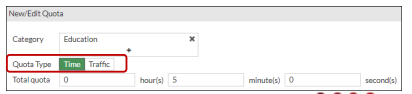 New/Edit Quota
Category Education ×
+
Quota Type Time Traffic
Total quota 0 hour(s) 5 minute(s) 0 second(s)